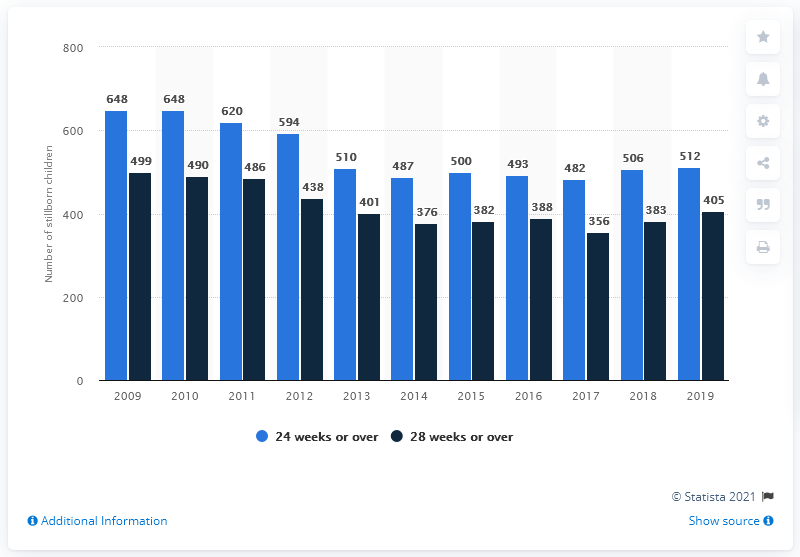 800
600
400
200
0
Number of stillborn children
648 648 620 594 510 487 500 493 482 506 512
499 490 486 438 401 376 382 388 356 383 405
2009 2010 2011 2012 2013 2014 2015 2016 2017 2018 2019
24 weeks or over 28 weeks or over
© Statista 2021
Additional Information Show source